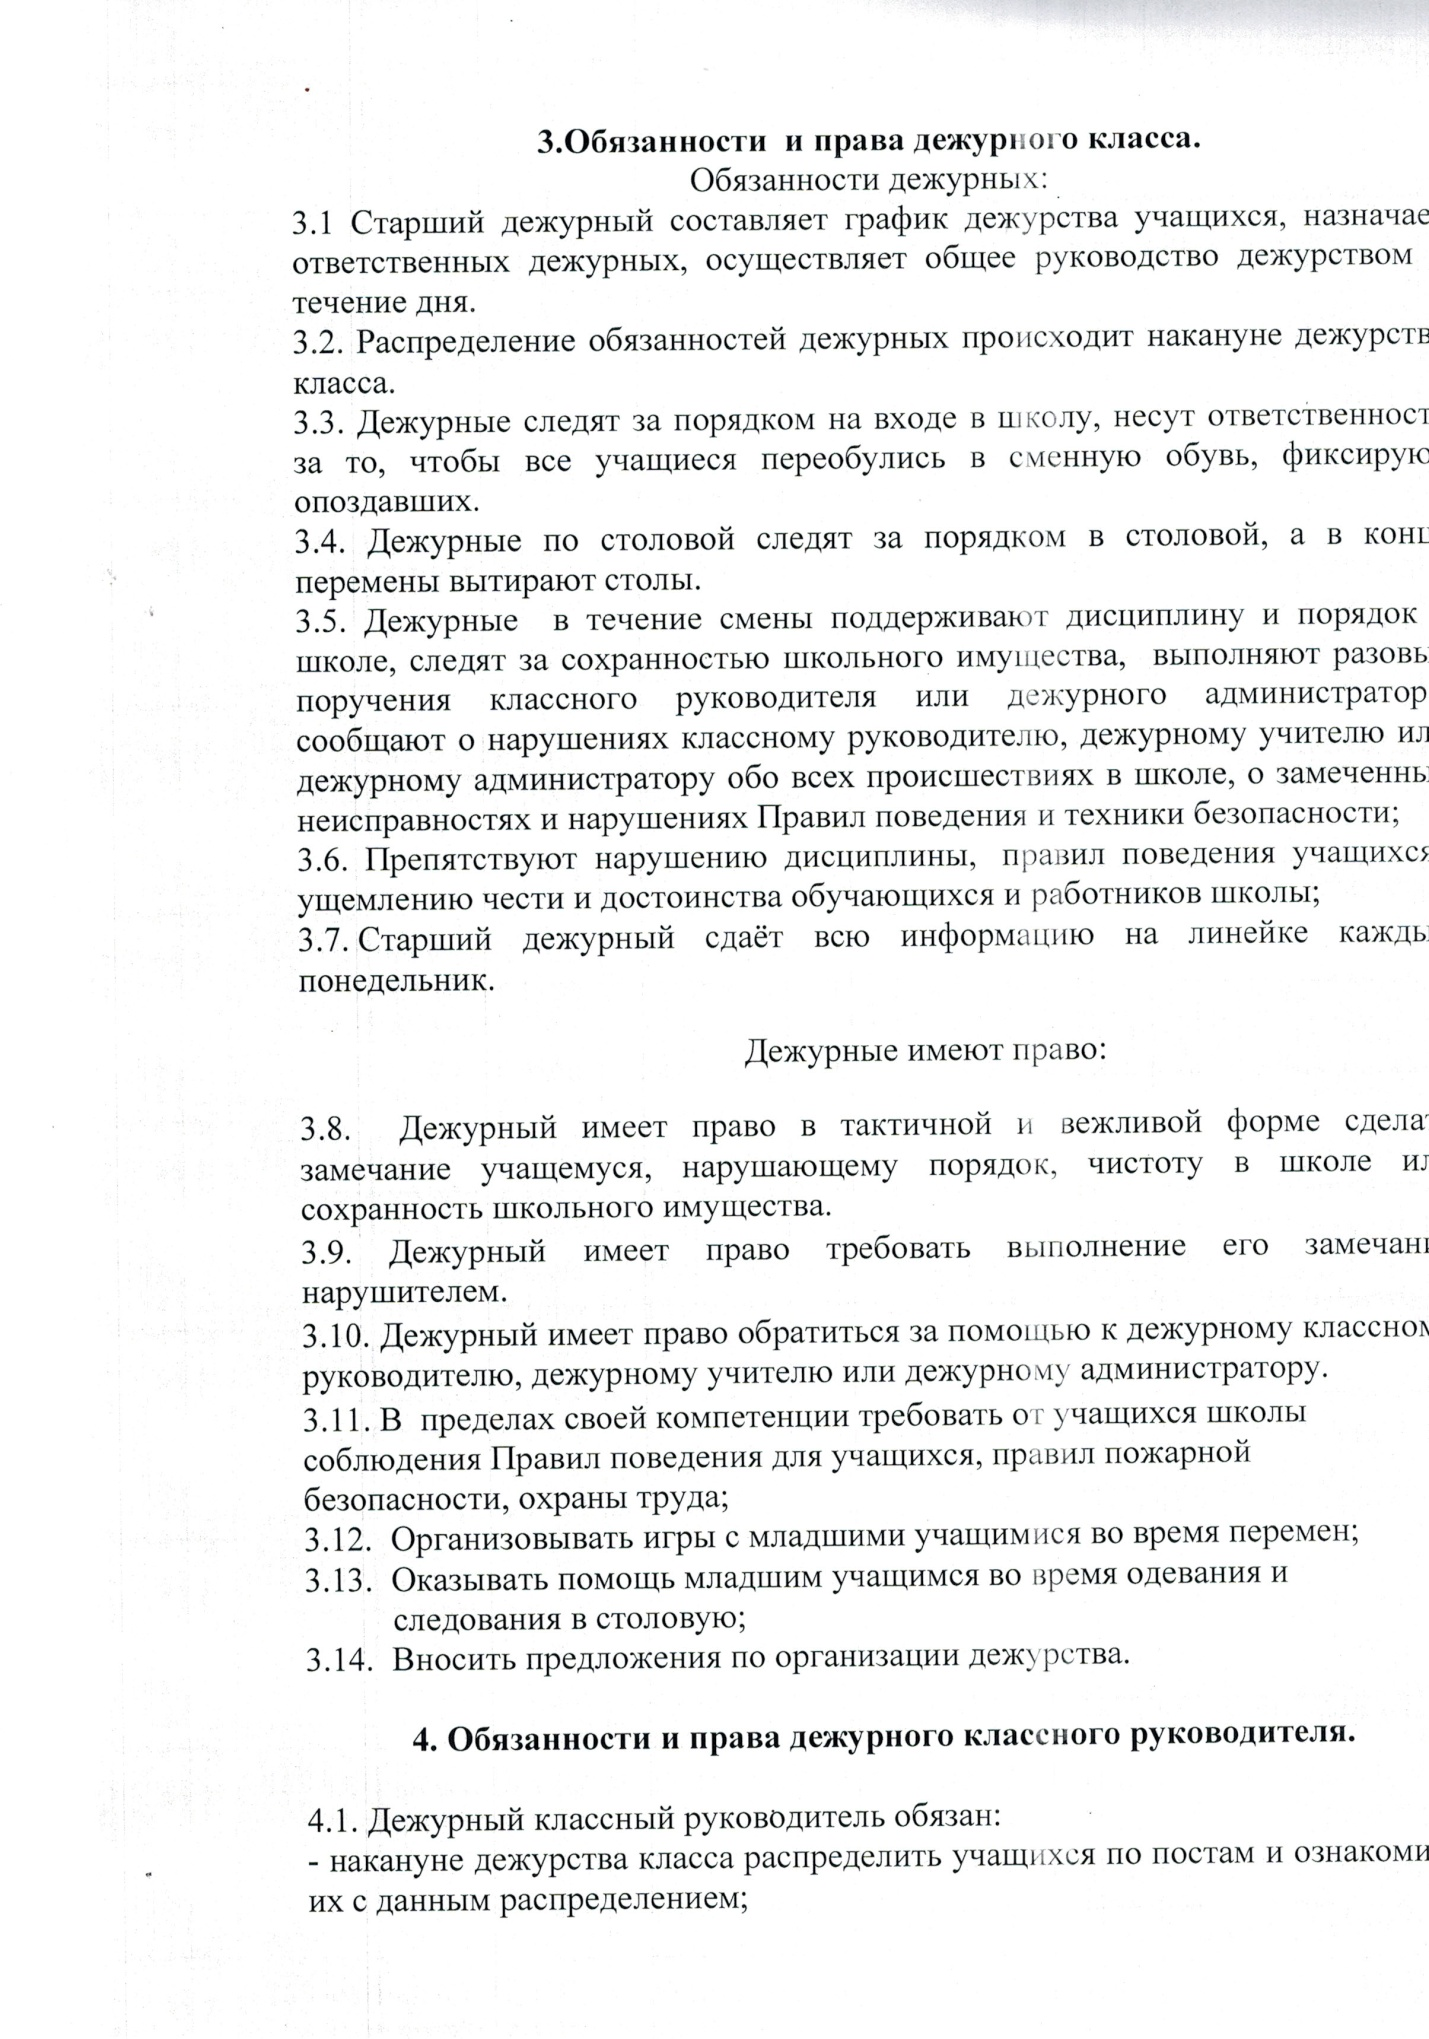 3.Обязанности и права дежурного класса.
Обязанности дежурных:
3.1 Старший дежурный составляет график дежурства учащихся, назначае
ответственных дежурных, осуществляет общее руководство дежурством
течение дня.
3.2. Распределение обязанностей дежурных происходит накануне дежурств
класса.
3.3. Дежурные следят за порядком на входе в школу, несут ответственност
за то, чтобы все учащиеся переобулись в сменную обувь, фиксирую
опоздавших.
3.4. Дежурные по столовой следят за порядком в столовой, а в конц
перемены вытирают столы.
3.5. Дежурные в течение смены поддерживают дисциплину и порядок
школе, следят за сохранностью школьного имущества, выполняют разовы
поручения классного руководителя или дежурного администратор
сообщают о нарушениях классному руководителю, дежурному учителю ил
дежурному администратору обо всех происшествиях в школе, о замеченны
неисправностях и нарушениях Правил поведения и техники безопасности;
3.6. Препятствуют нарушению дисциплины, правил поведения учащихся
ущемлению чести и достоинства обучающихся и работников школы;
3.7. Старший дежурный сдаёт всю информацию на линейке кажды
понедельник.
Дежурные имеют право:
3.8. Дежурный имеет право в тактичной и вежливой форме сделат
замечание учащемуся, нарушающему порядок, чистоту в школе ил
сохранность школьного имущества.
3.9. Дежурный имеет право требовать выполнение его замечани
нарушителем.
3.10. Дежурный имеет право обратиться за помощью к дежурному классном
руководителю, дежурному учителю или дежурному администратору.
3.11. В пределах своей компетенции требовать от учащихся школы
соблюдения Правил поведения для учащихся, правил пожарной
безопасности, охраны труда;
3.12. Организовывать игры с младшими учащимися во время перемен;
3.13. Оказывать помощь младшим учащимся во время одевания и
следования в столовую;
3.14. Вносить предложения по организации дежурства.
4. Обязанности и права дежурного классного руководителя.
4.1. Дежурный классный руководитель обязан:
- накануне дежурства класса распределить учащихся по постам и ознакоми
их с данным распределением;